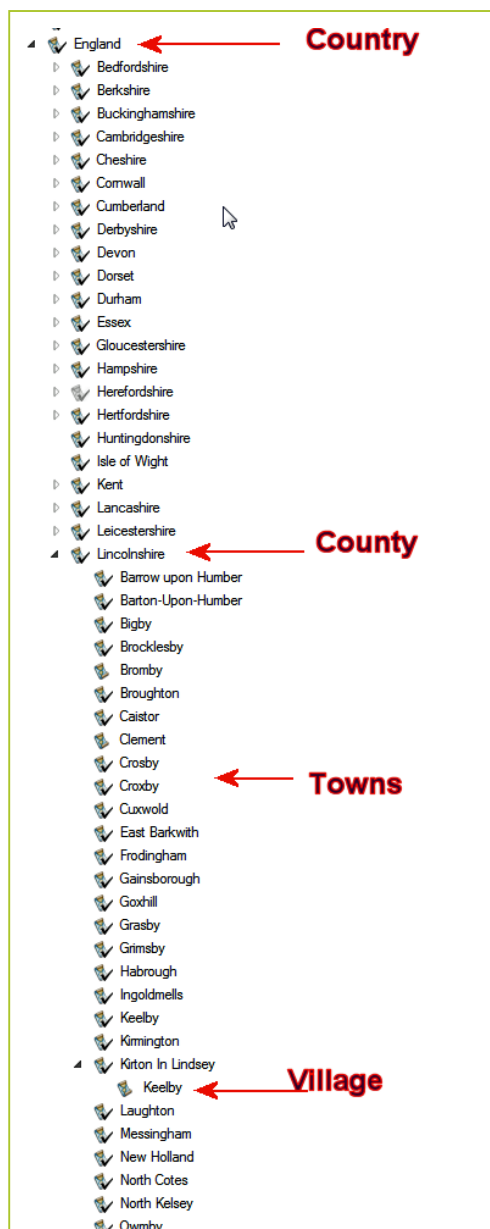 England Country
Bedfordshire
Berkshire
Buckinghamshire
Cambridgeshire
Cheshire
Cornwall
Cumberland
Derbyshire
Devon
Dorset
Durham
Essex
Gloucestershire
Hampshire
Herefordshire
Hertfordshire
Huntingdonshire
Isle of Wight
Kent
Lancashire
Leicestershire
Lincolnshire County
Barrow upon Humber
Barton-Upon-Humber
Bigby
Brocklesby
Bromby
Broughton
Caistor
Clement
Crosby
Croxby Towns
Cuxwold
East Barkwith
Frodingham
Gainsborough
Goxhill
Grasby
Grimsby
Habrough
Ingoldmells
Keelby
Kirmington
Kirton In Lindsey
Keelby Village
Laughton
Messingham
New Holland
North Cotes
North Kelsey
Owmby